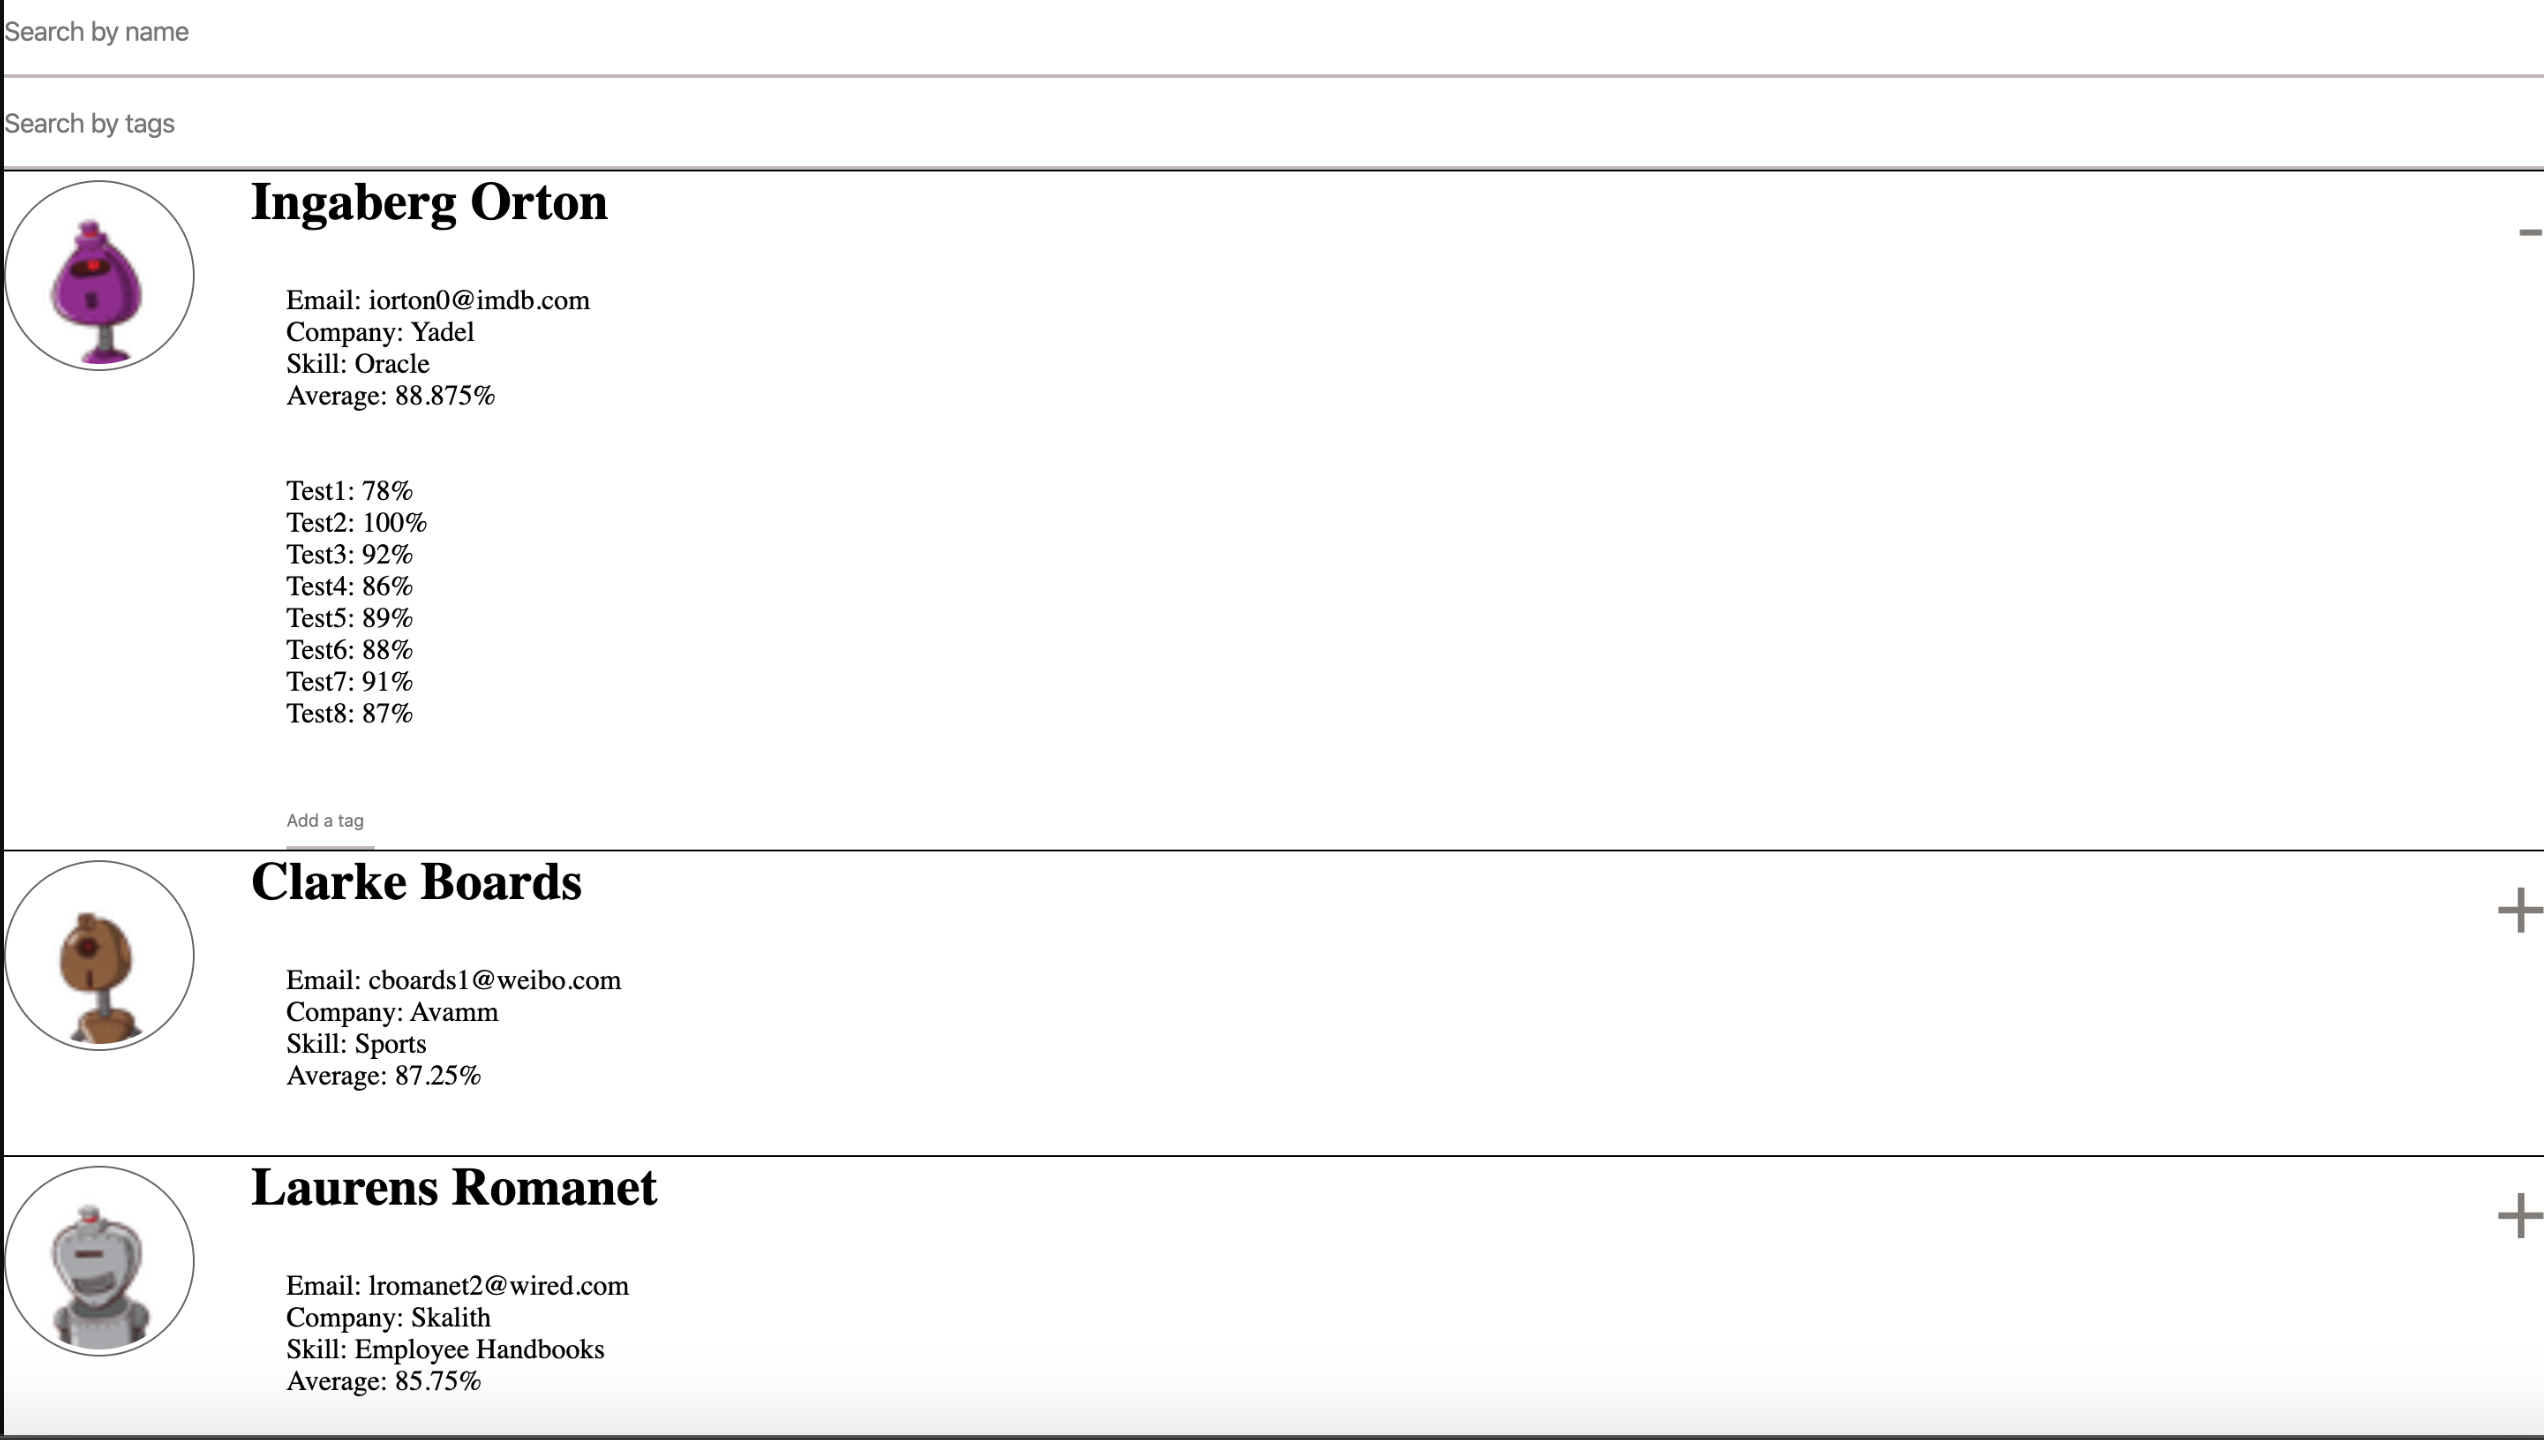 Search by name
Search by tags
Ingaberg Orton
Email: iorton0@imdb.com
Company: Yadel
Skill: Oracle
Average: 88.875%
Test1: 78%
Test2: 100%
Test3: 92%
Test4: 86%
Test5: 89%
Test6: 88%
Test7: 91%
Test8: 87%
Add a tag
Clarke Boards
Email: cboards1@weibo.com
Company: Avamm
Skill: Sports
Average: 87.25%
Laurens Romanet
Email: lromanet2@wired.com
Company: Skalith
Skill: Employee Handbooks
Average: 85.75%